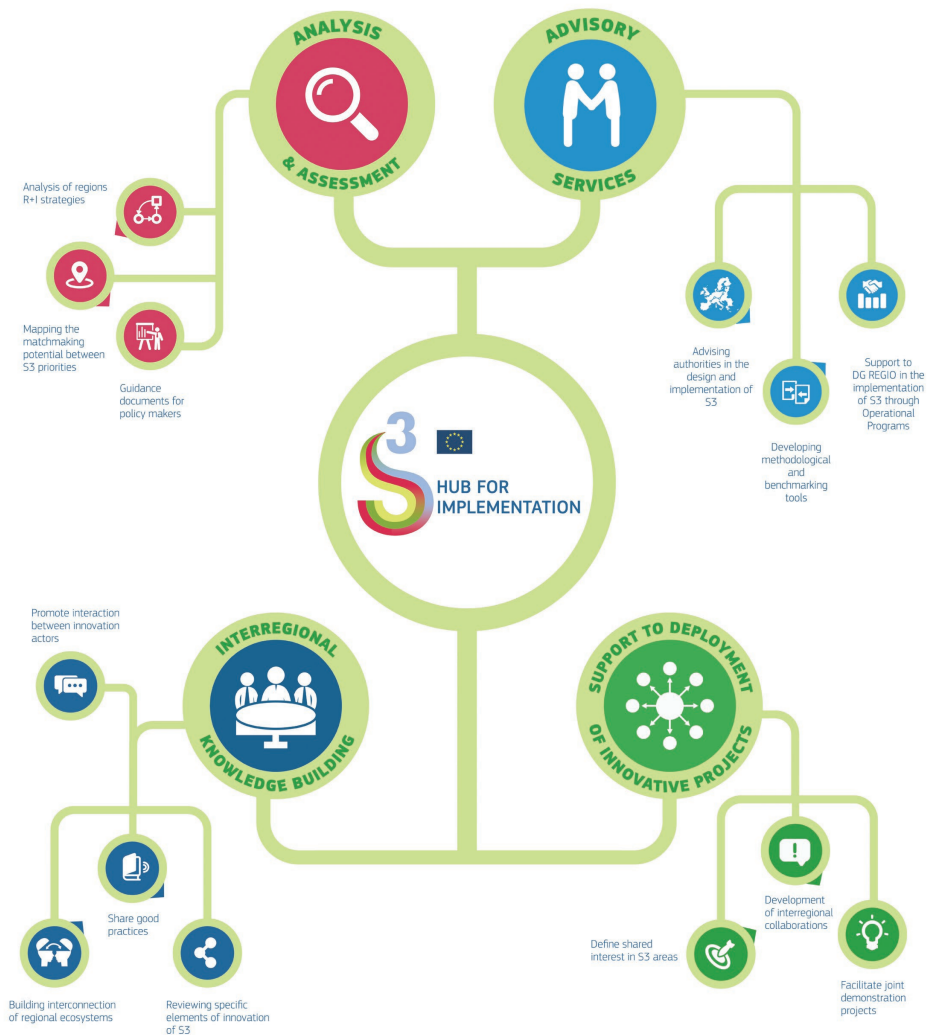 ANALYSIS
& ASSESSMENT
ADVISORY
SERVICES
Analysis of regions
R+I strategies
Mapping the
matchmaking
potential between
S3 priorities
Guidance
documents for
policy makers
Advising
authorities in the
design and
implementation of
S3
Developing
methodological
and
benchmarking
tools
Support to
DG REGIO in the
implementation
of S3 through
Operational
Programs
S3
HUB FOR
IMPLEMENTATION
Promote interaction
between innovation
actors
INTERREGIONAL
KNOWLEDGE BUILDING
Share good
practices
Building interconnection
of regional ecosystems
Reviewing specific
elements of innovation
of S3
SUPPORT TO DEPLOYMENT
OF INNOVATIVE PROJECTS
Define shared
interest in S3 areas
Development
of interregional
collaborations
Facilitate joint
demonstration
projects